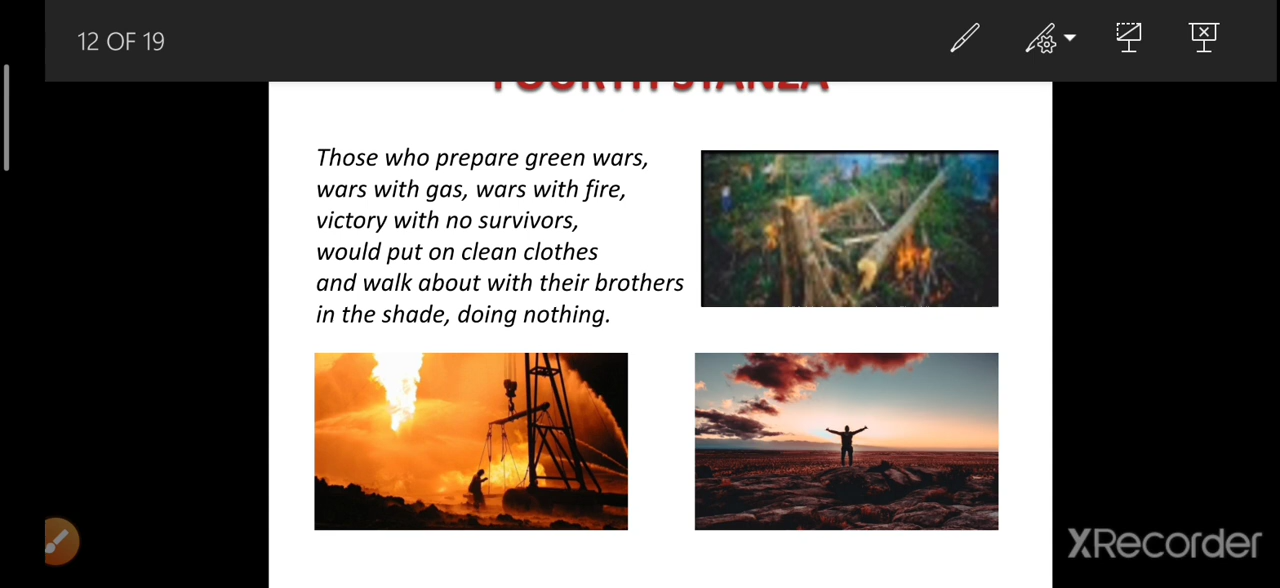 12 OF 19
FOURTH STANZA
Those who prepare green wars,
wars with gas, wars with fire,
victory with no survivors,
would put on clean clothes
and walk about with their brothers
in the shade, doing nothing.
XRecorder